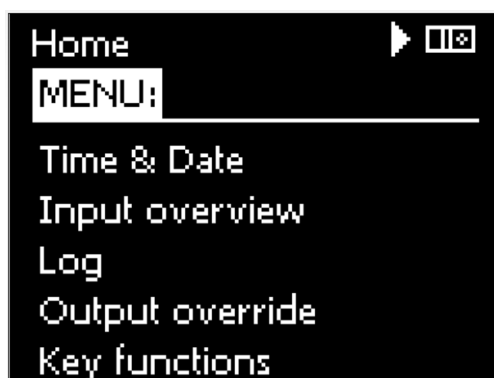 Home
MENU:
Time & Date
Input overview
Log
Output override
Key functions